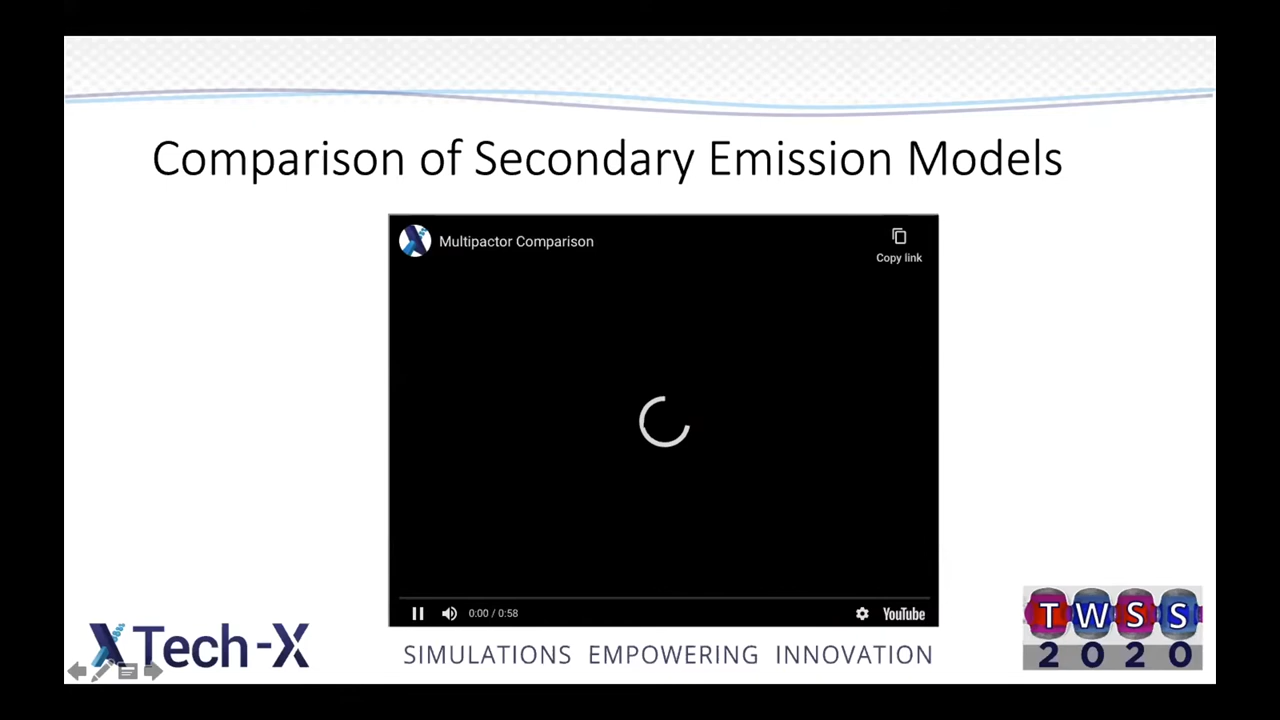 Comparison of Secondary Emission Models
Multipactor Comparison
Copy link
0:00 / 0:58
YouTube
Tech-X
SIMULATIONS EMPOWERING INNOVATION
TWSS
2020